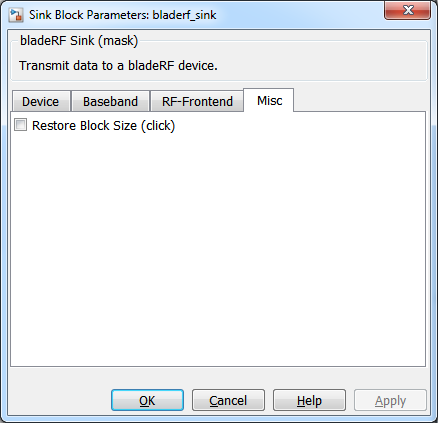 Sink Block Parameters: bladerf_sink
bladeRF Sink (mask)
Transmit data to a bladeRF device.
Device Baseband RF-Frontend Misc
Restore Block Size (click)
OK Cancel Help Apply